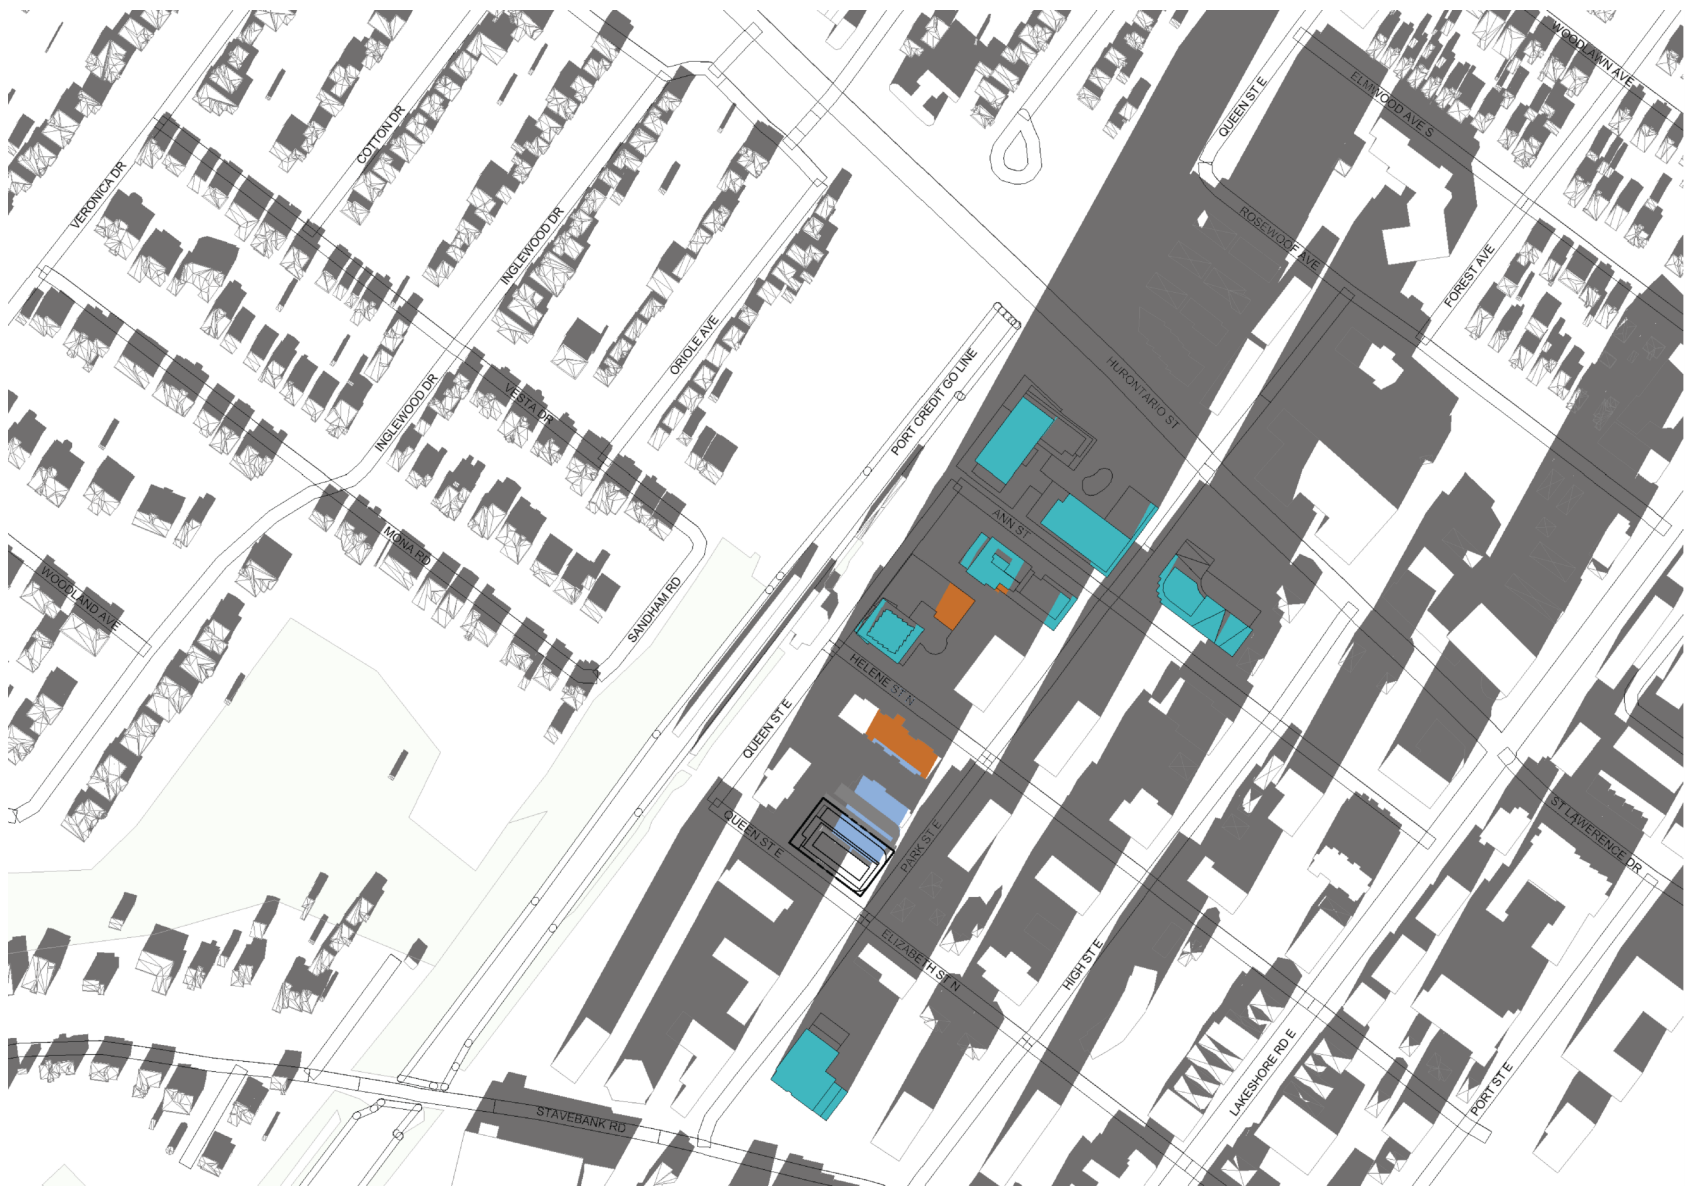 WOODLAWN AVE
ELMWOOD AVE S
QUEEN ST E
COTTON DR
VERONICA DR
ROSEWOOF AVE
INGLEWOOD DR
FOREST AVE
ORIOLE AVE
HURONTARIO ST
PORT CREDIT GO LINE
VESTA DR
INGLEWOOD DR
ANN ST
MONA RD
WOODLAND AVE
SANDHAM RD
HELENE ST N
QUEEN ST E
QUEEN ST E
PARK ST E
ST LAWERENCE DR
ELIZABETH ST N
HIGH ST E
LAKESHORE RD E
PORT ST E
STAVEBANK RD